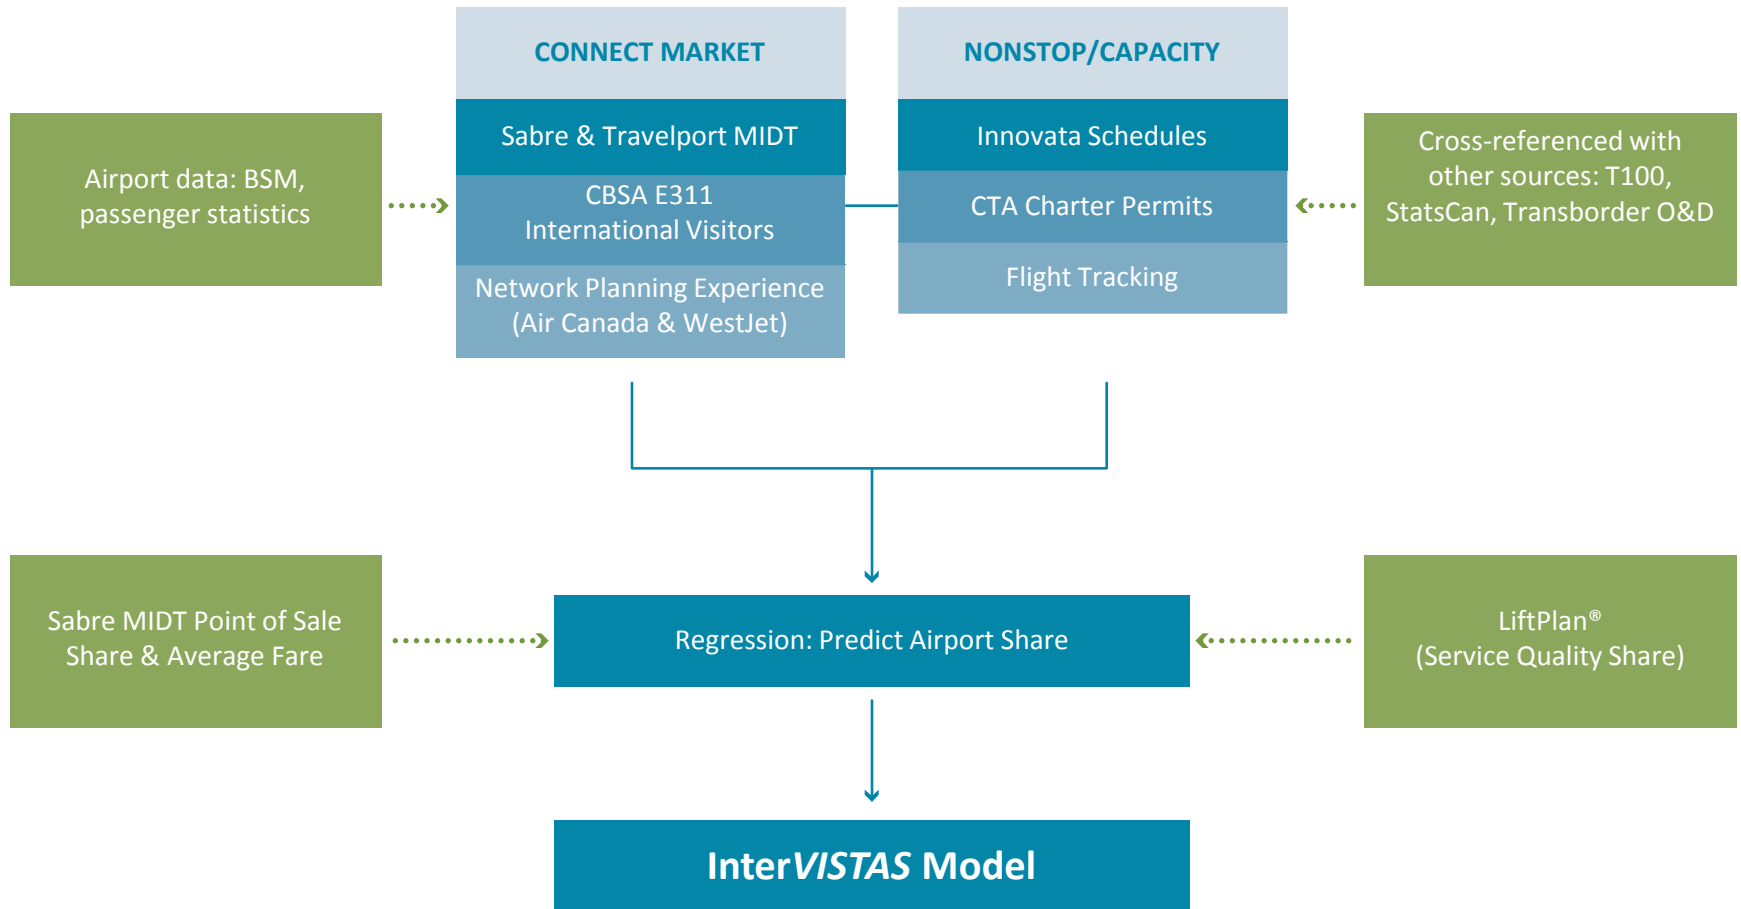 CONNECT MARKET
NONSTOP/CAPACITY
Airport data: BSM,
passenger statistics
Sabre & Travelport MIDT
CBSA E311
International Visitors
Network Planning Experience
(Air Canada & WestJet)
Innovata Schedules
CTA Charter Permits
Flight Tracking
Cross-referenced with
other sources: T100,
StatsCan, Transborder O&D
Sabre MIDT Point of Sale
Share & Average Fare
Regression: Predict Airport Share
LiftPlan®
(Service Quality Share)
InterVISTAS Model